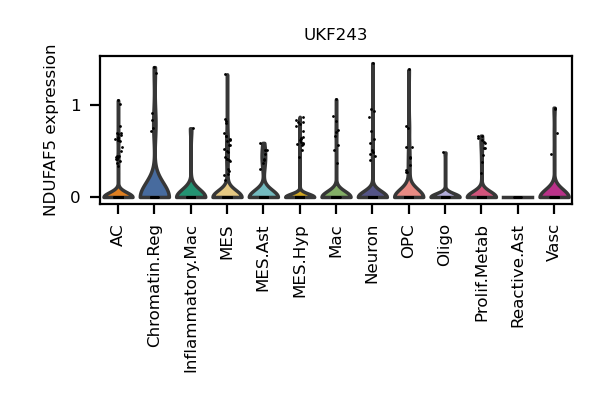 UKF243
NDUFAF5 expression
1
0
AC
Chromatin.Reg
Inflammatory.Mac
MES
MES.Ast
MES.Hyp
Mac
Neuron
OPC
Oligo
Prolif.Metab
Reactive.Ast
Vasc